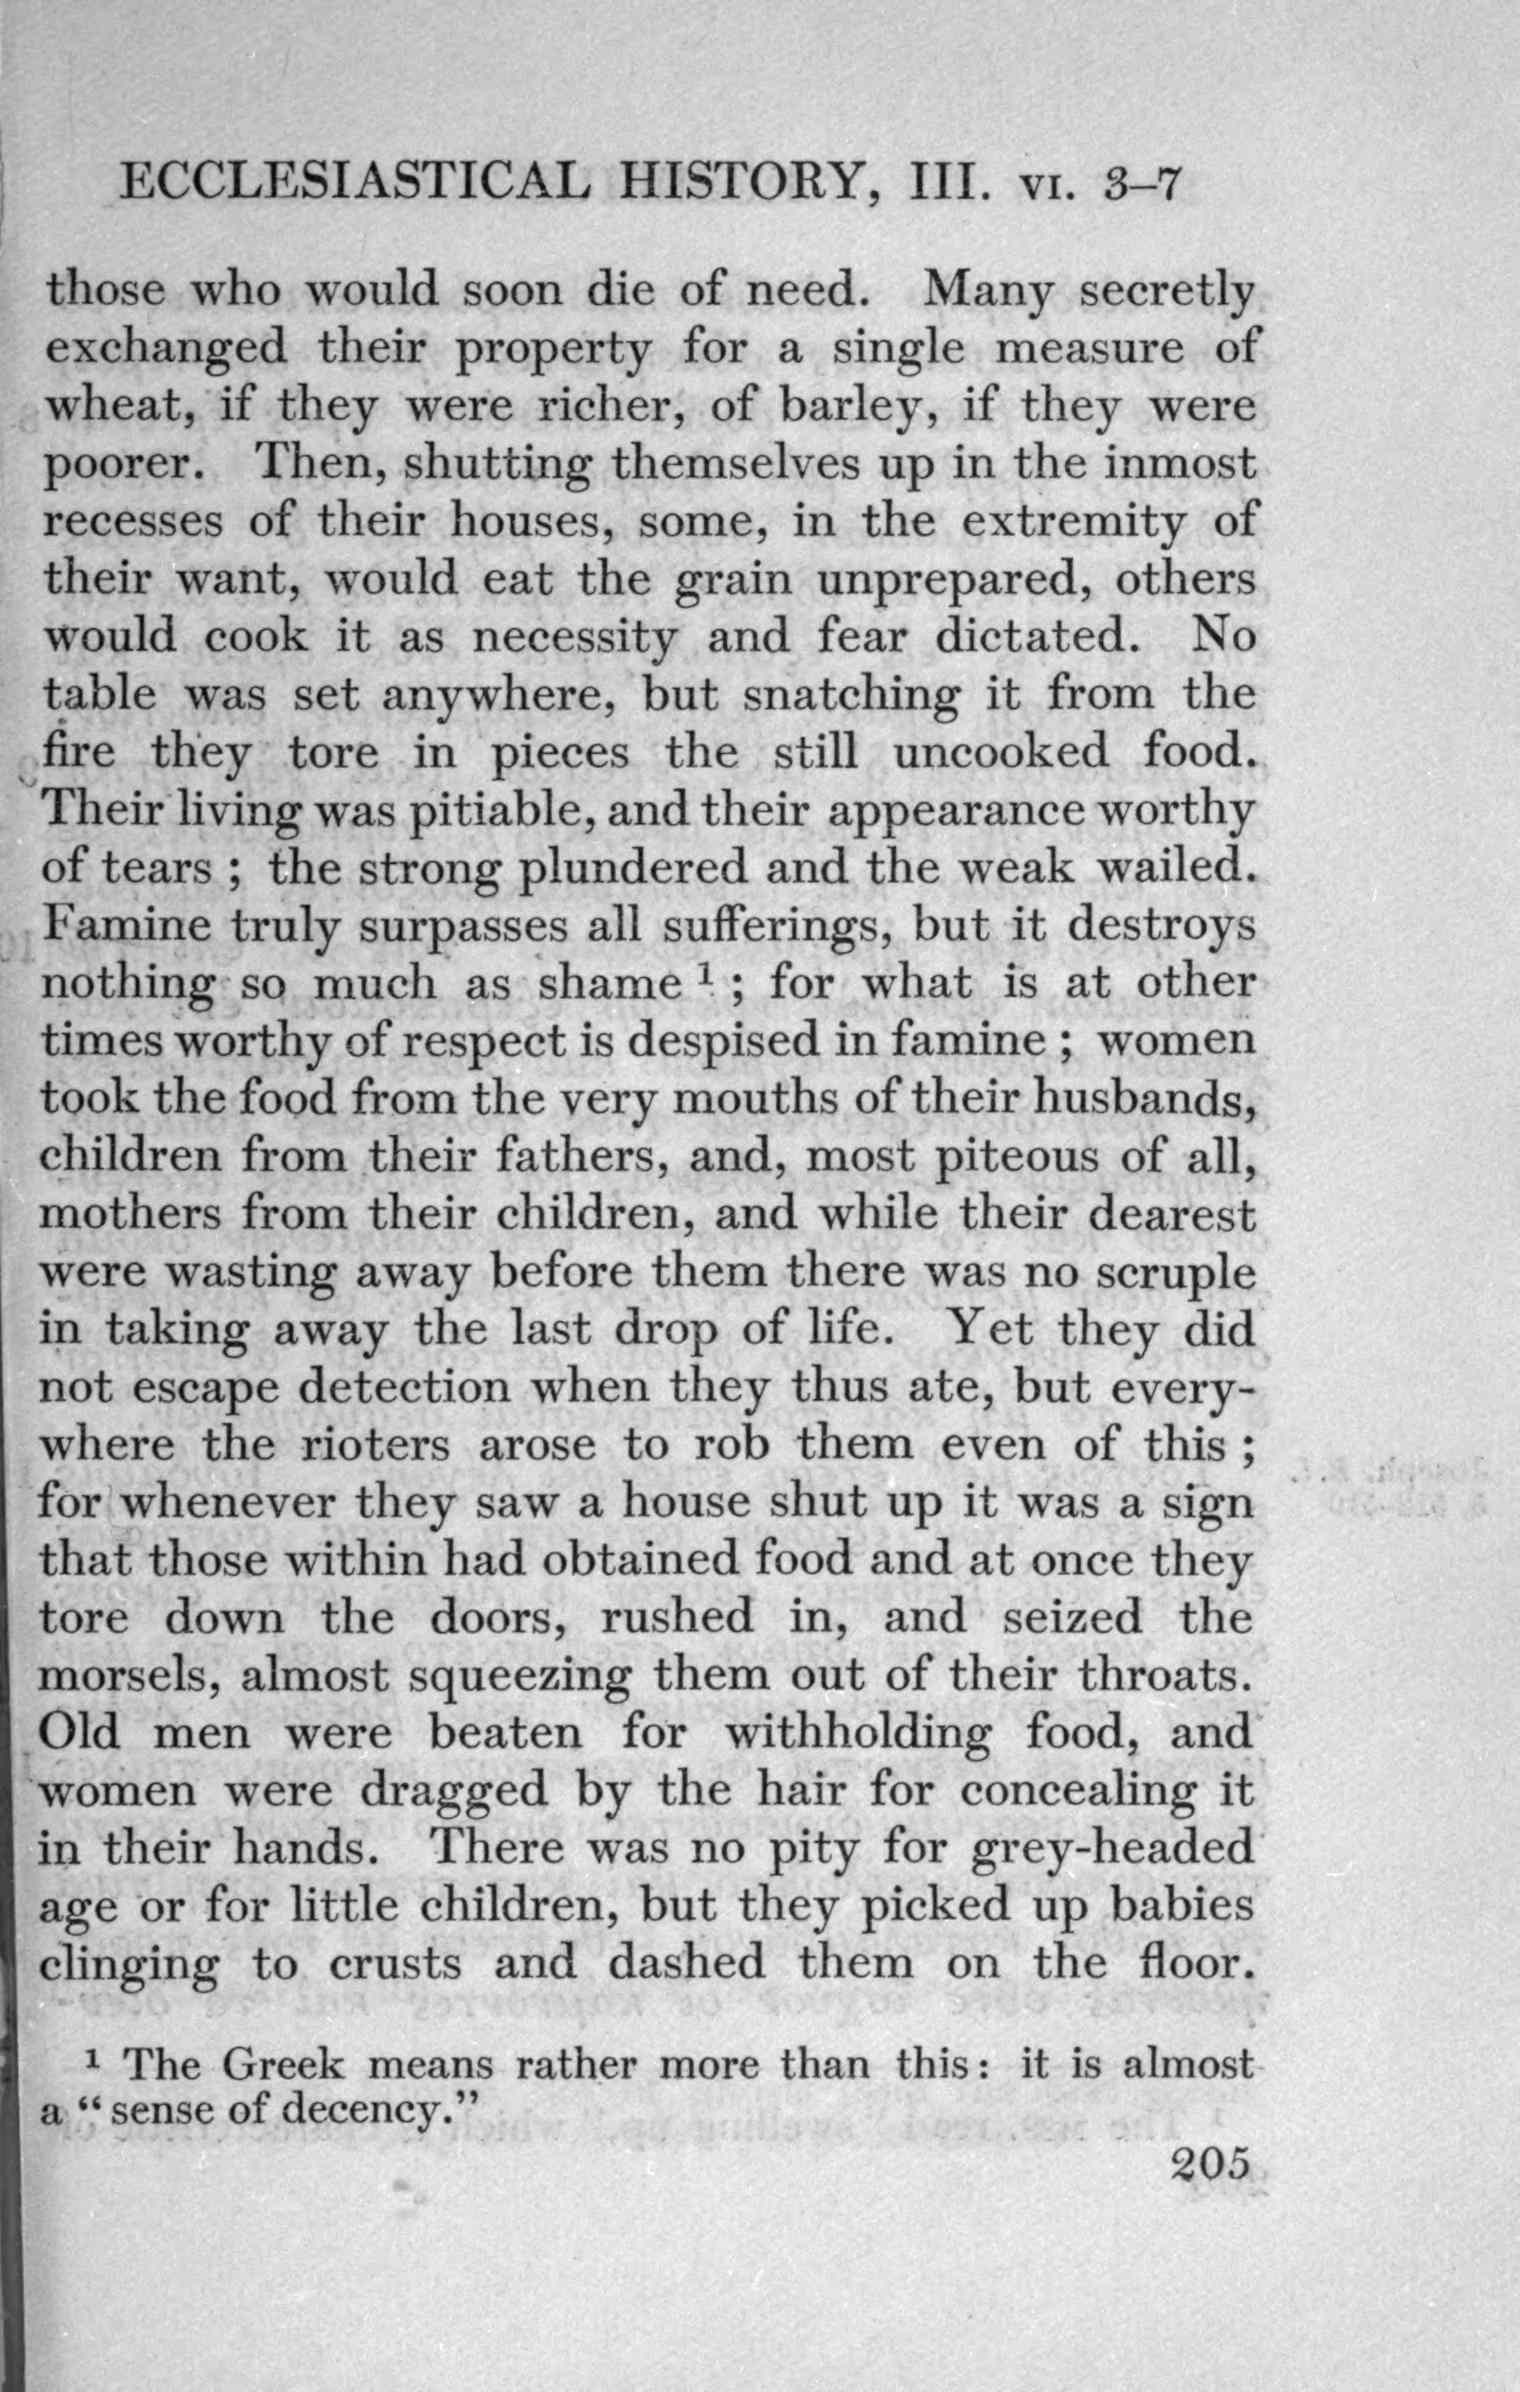 ECCLESIASTICAL HISTORY, III. VI. 3–7
those who would soon die of need. Many secretly
exchanged their property for a single measure of
wheat, if they were richer, of barley, if they were
poorer. Then, shutting themselves up in the inmost
recesses of their houses, some, in the extremity of
their want, would eat the grain unprepared, others
would cook it as necessity and fear dictated. No
table was set anywhere, but snatching it from the
fire they tore in pieces the still uncooked food.
Their living was pitiable, and their appearance worthy
of tears ; the strong plundered and the weak wailed.
Famine truly surpasses all sufferings, but it destroys
nothing so much as shame ¹ ; for what is at other
times worthy of respect is despised in famine ; women
took the food from the very mouths of their husbands,
children from their fathers, and, most piteous of all,
mothers from their children, and while their dearest
were wasting away before them there was no scruple
in taking away the last drop of life. Yet they did
not escape detection when they thus ate, but every-
where the rioters arose to rob them even of this ;
for whenever they saw a house shut up it was a sign
that those within had obtained food and at once they
tore down the doors, rushed in, and seized the
morsels, almost squeezing them out of their throats.
Old men were beaten for withholding food, and
women were dragged by the hair for concealing it
in their hands. There was no pity for grey-headed
age or for little children, but they picked up babies
clinging to crusts and dashed them on the floor.
¹ The Greek means rather more than this: it is almost
a “sense of decency.”
205